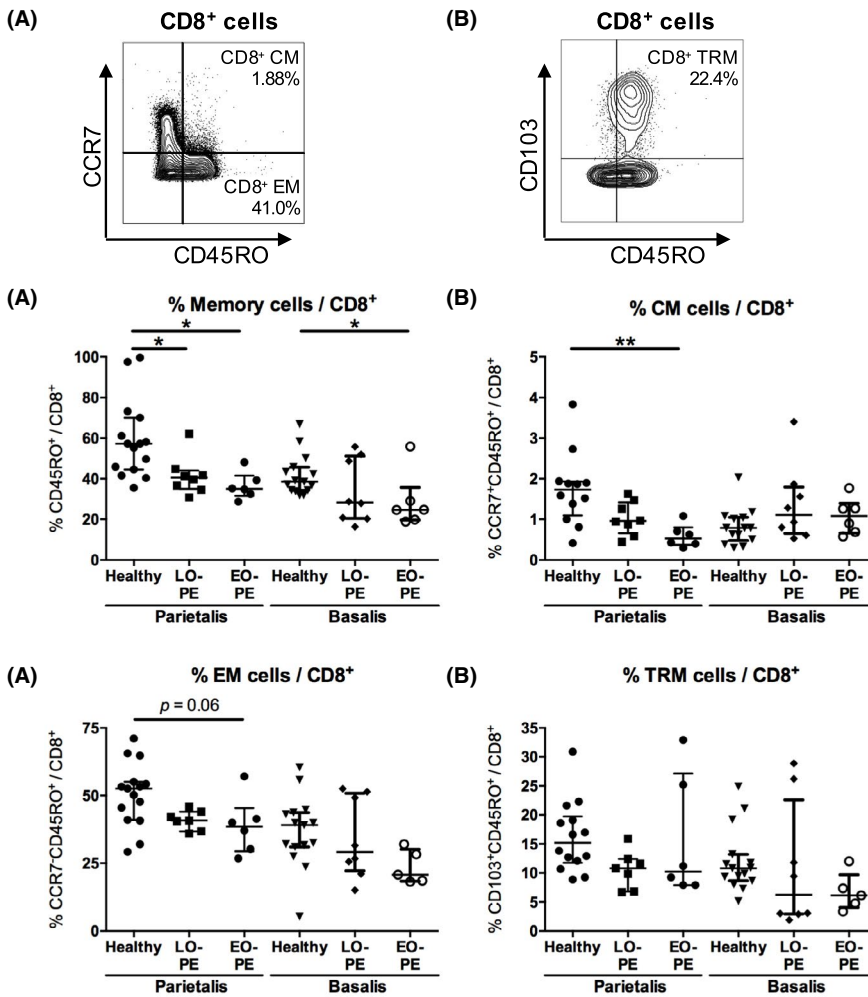 (A)
CD8⁺ cells
CD8⁺ CM
1.88%
CCR7
CD8⁺ EM
41.0%
CD45RO
(B)
CD8⁺ cells
CD8⁺ TRM
22.4%
CD103
CD45RO
(A)
% Memory cells / CD8⁺
*
*
*
% CD45RO⁺ / CD8⁺
100
80
60
40
20
0
Healthy LO-PE EO-PE Healthy LO-PE EO-PE
Parietalis Basalis
(B)
% CM cells / CD8⁺
**
% CCR7⁺CD45RO⁺ / CD8⁺
5
4
3
2
1
0
Healthy LO-PE EO-PE Healthy LO-PE EO-PE
Parietalis Basalis
(A)
% EM cells / CD8⁺
p = 0.06
% CCR7⁻CD45RO⁺ / CD8⁺
75
50
25
0
Healthy LO-PE EO-PE Healthy LO-PE EO-PE
Parietalis Basalis
(B)
% TRM cells / CD8⁺
% CD103⁺CD45RO⁺ / CD8⁺
35
30
25
20
15
10
5
0
Healthy LO-PE EO-PE Healthy LO-PE EO-PE
Parietalis Basalis